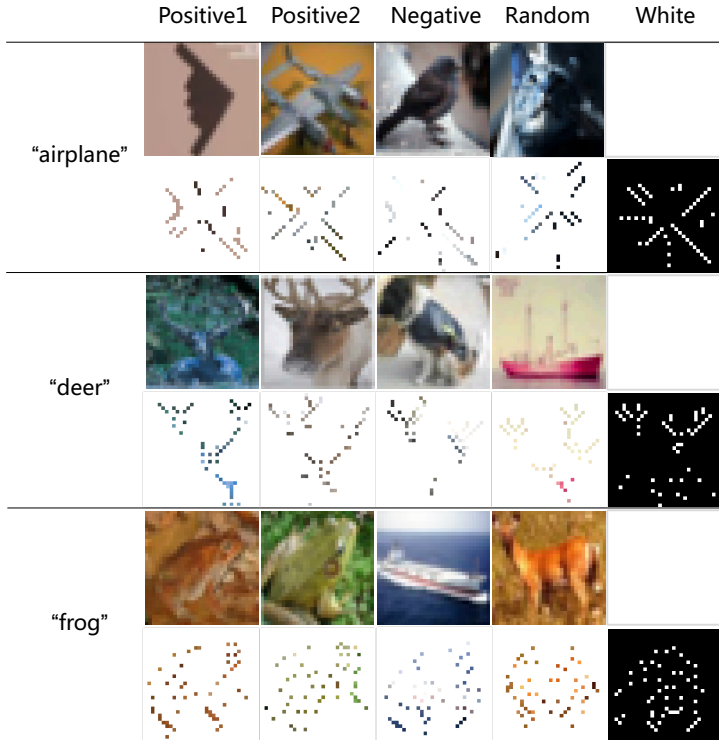 Positive1 Positive2 Negative Random White
“airplane”
“deer”
“frog”